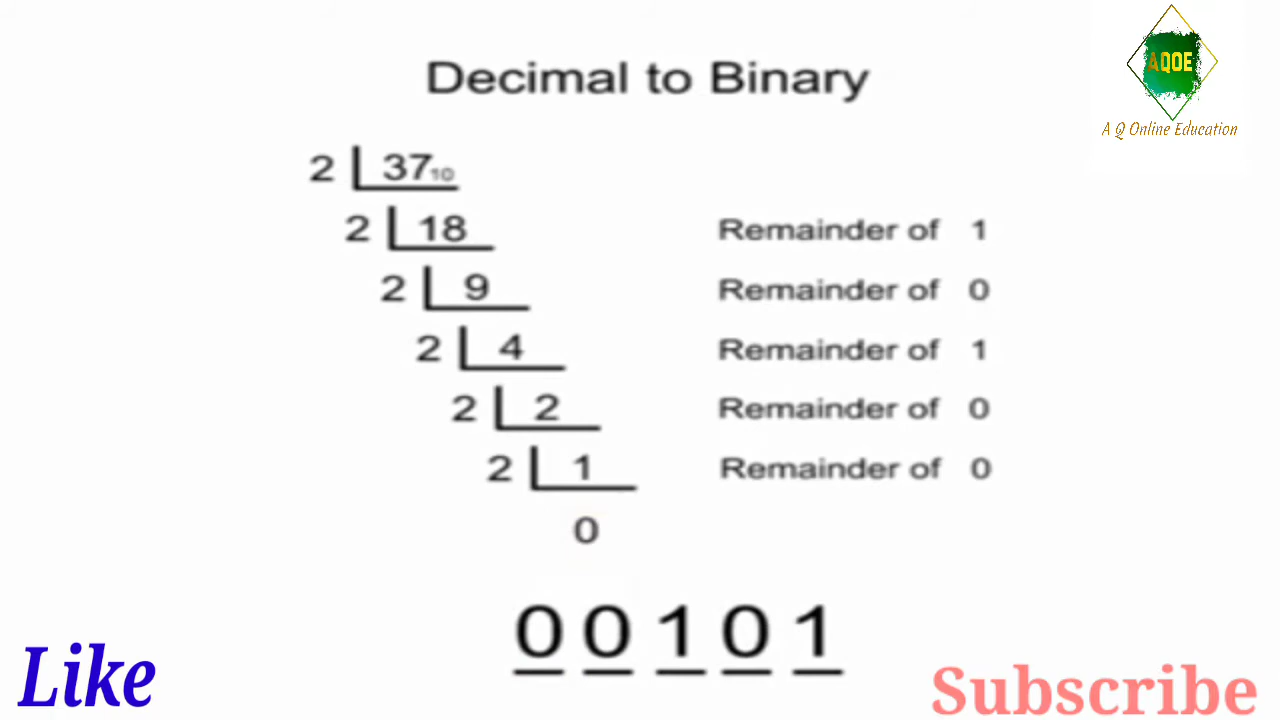 AQOE
A Q Online Education
Decimal to Binary
2 37₁₀
2 18 Remainder of 1
2 9 Remainder of 0
2 4 Remainder of 1
2 2 Remainder of 0
2 1 Remainder of 0
0
0 0 1 0 1
Like
Subscribe